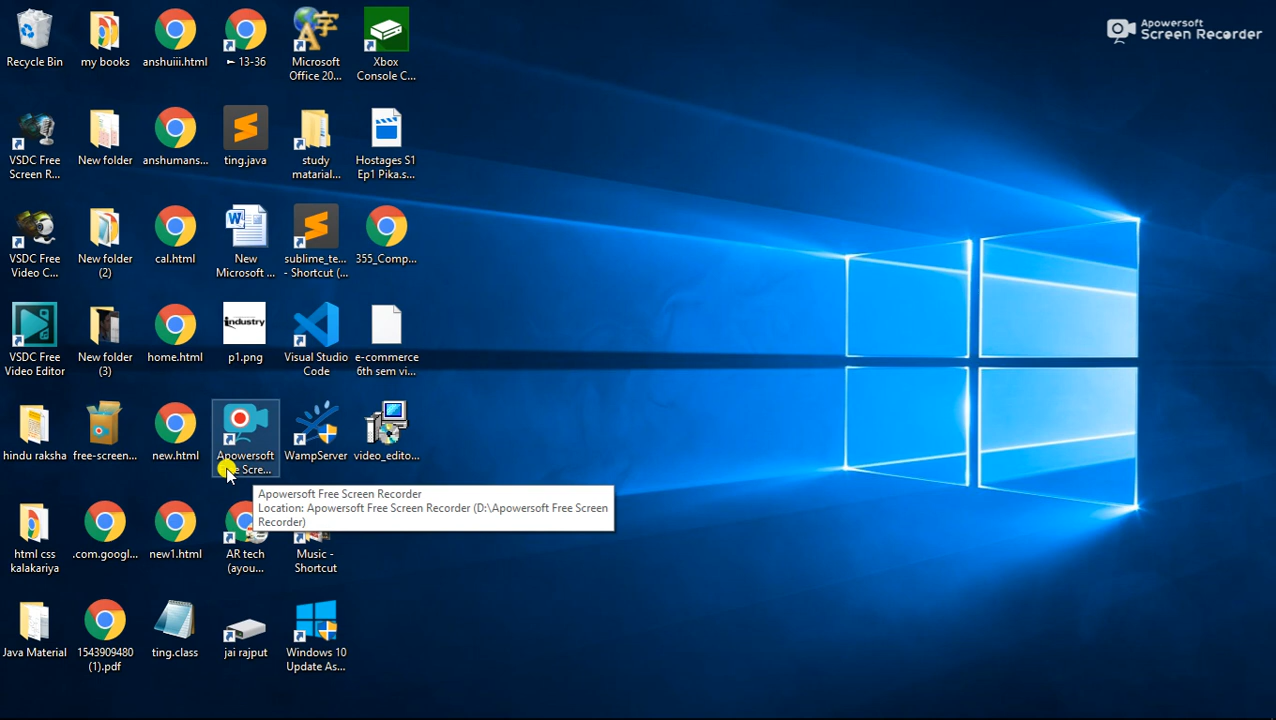 Apowersoft
Screen Recorder
Recycle Bin
my books
anshuiii.html
► 13-36
Microsoft
Office 20...
Xbox
Console C...
VSDC Free
Screen R...
New folder
anshumans...
ting.java
study
matarial...
Hostages S1
Ep1 Pika.s...
VSDC Free
Video C...
New folder
(2)
cal.html
New
Microsoft ...
sublime_te...
- Shortcut (...
355_Comp...
VSDC Free
Video Editor
New folder
(3)
home.html
industry
p1.png
Visual Studio
Code
e-commerce
6th sem vi...
hindu raksha
free-screen...
new.html
Apowersoft
Free Scre...
WampServer
video_edito...
Apowersoft Free Screen Recorder
Location: Apowersoft Free Screen Recorder (D:\Apowersoft Free Screen
Recorder)
html css
kalakariya
.com.googl...
new1.html
AR tech
(ayou...
Music -
Shortcut
Java Material
1543909480
(1).pdf
ting.class
jai rajput
Windows 10
Update As...